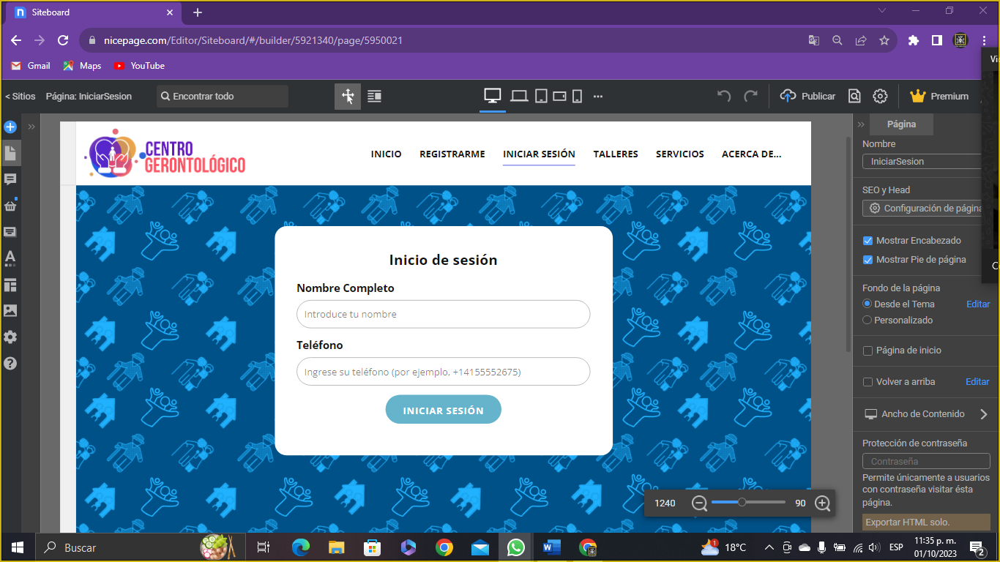 Siteboard
nicepage.com/Editor/Siteboard/#/builder/5921340/page/5950021
Gmail
Maps
YouTube
< Sitios
Página: IniciarSesion
Encontrar todo
Publicar
Premium
Página
Nombre
IniciarSesion
SEO y Head
Configuración de página
Mostrar Encabezado
Mostrar Pie de página
Fondo de la página
Desde el Tema Editar
Personalizado
Página de inicio
Volver a arriba Editar
Ancho de Contenido
Protección de contraseña
Contraseña
Permite únicamente a usuarios
con contraseña visitar ésta
página.
Exportar HTML solo.
CENTRO
GERONTOLÓGICO
INICIO REGISTRARME INICIAR SESIÓN TALLERES SERVICIOS ACERCA DE...
Inicio de sesión
Nombre Completo
Introduce tu nombre
Teléfono
Ingrese su teléfono (por ejemplo, +14155552675)
INICIAR SESIÓN
1240 90
Buscar
1
18°C
ESP
11:35 p. m.
01/10/2023
2